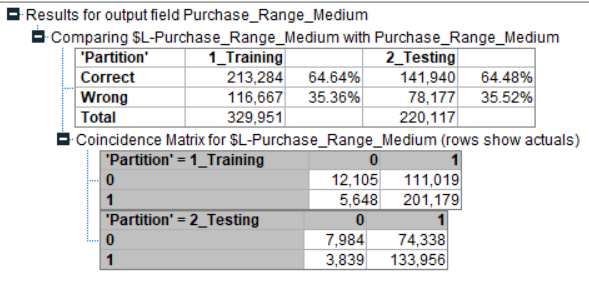 Results for output field Purchase_Range_Medium
Comparing $L-Purchase_Range_Medium with Purchase_Range_Medium
'Partition' 1_Training 2_Testing
Correct 213,284 64.64% 141,940 64.48%
Wrong 116,667 35.36% 78,177 35.52%
Total 329,951 220,117
Coincidence Matrix for $L-Purchase_Range_Medium (rows show actuals)
'Partition' = 1_Training 0 1
0 12,105 111,019
1 5,648 201,179
'Partition' = 2_Testing 0 1
0 7,984 74,338
1 3,839 133,956